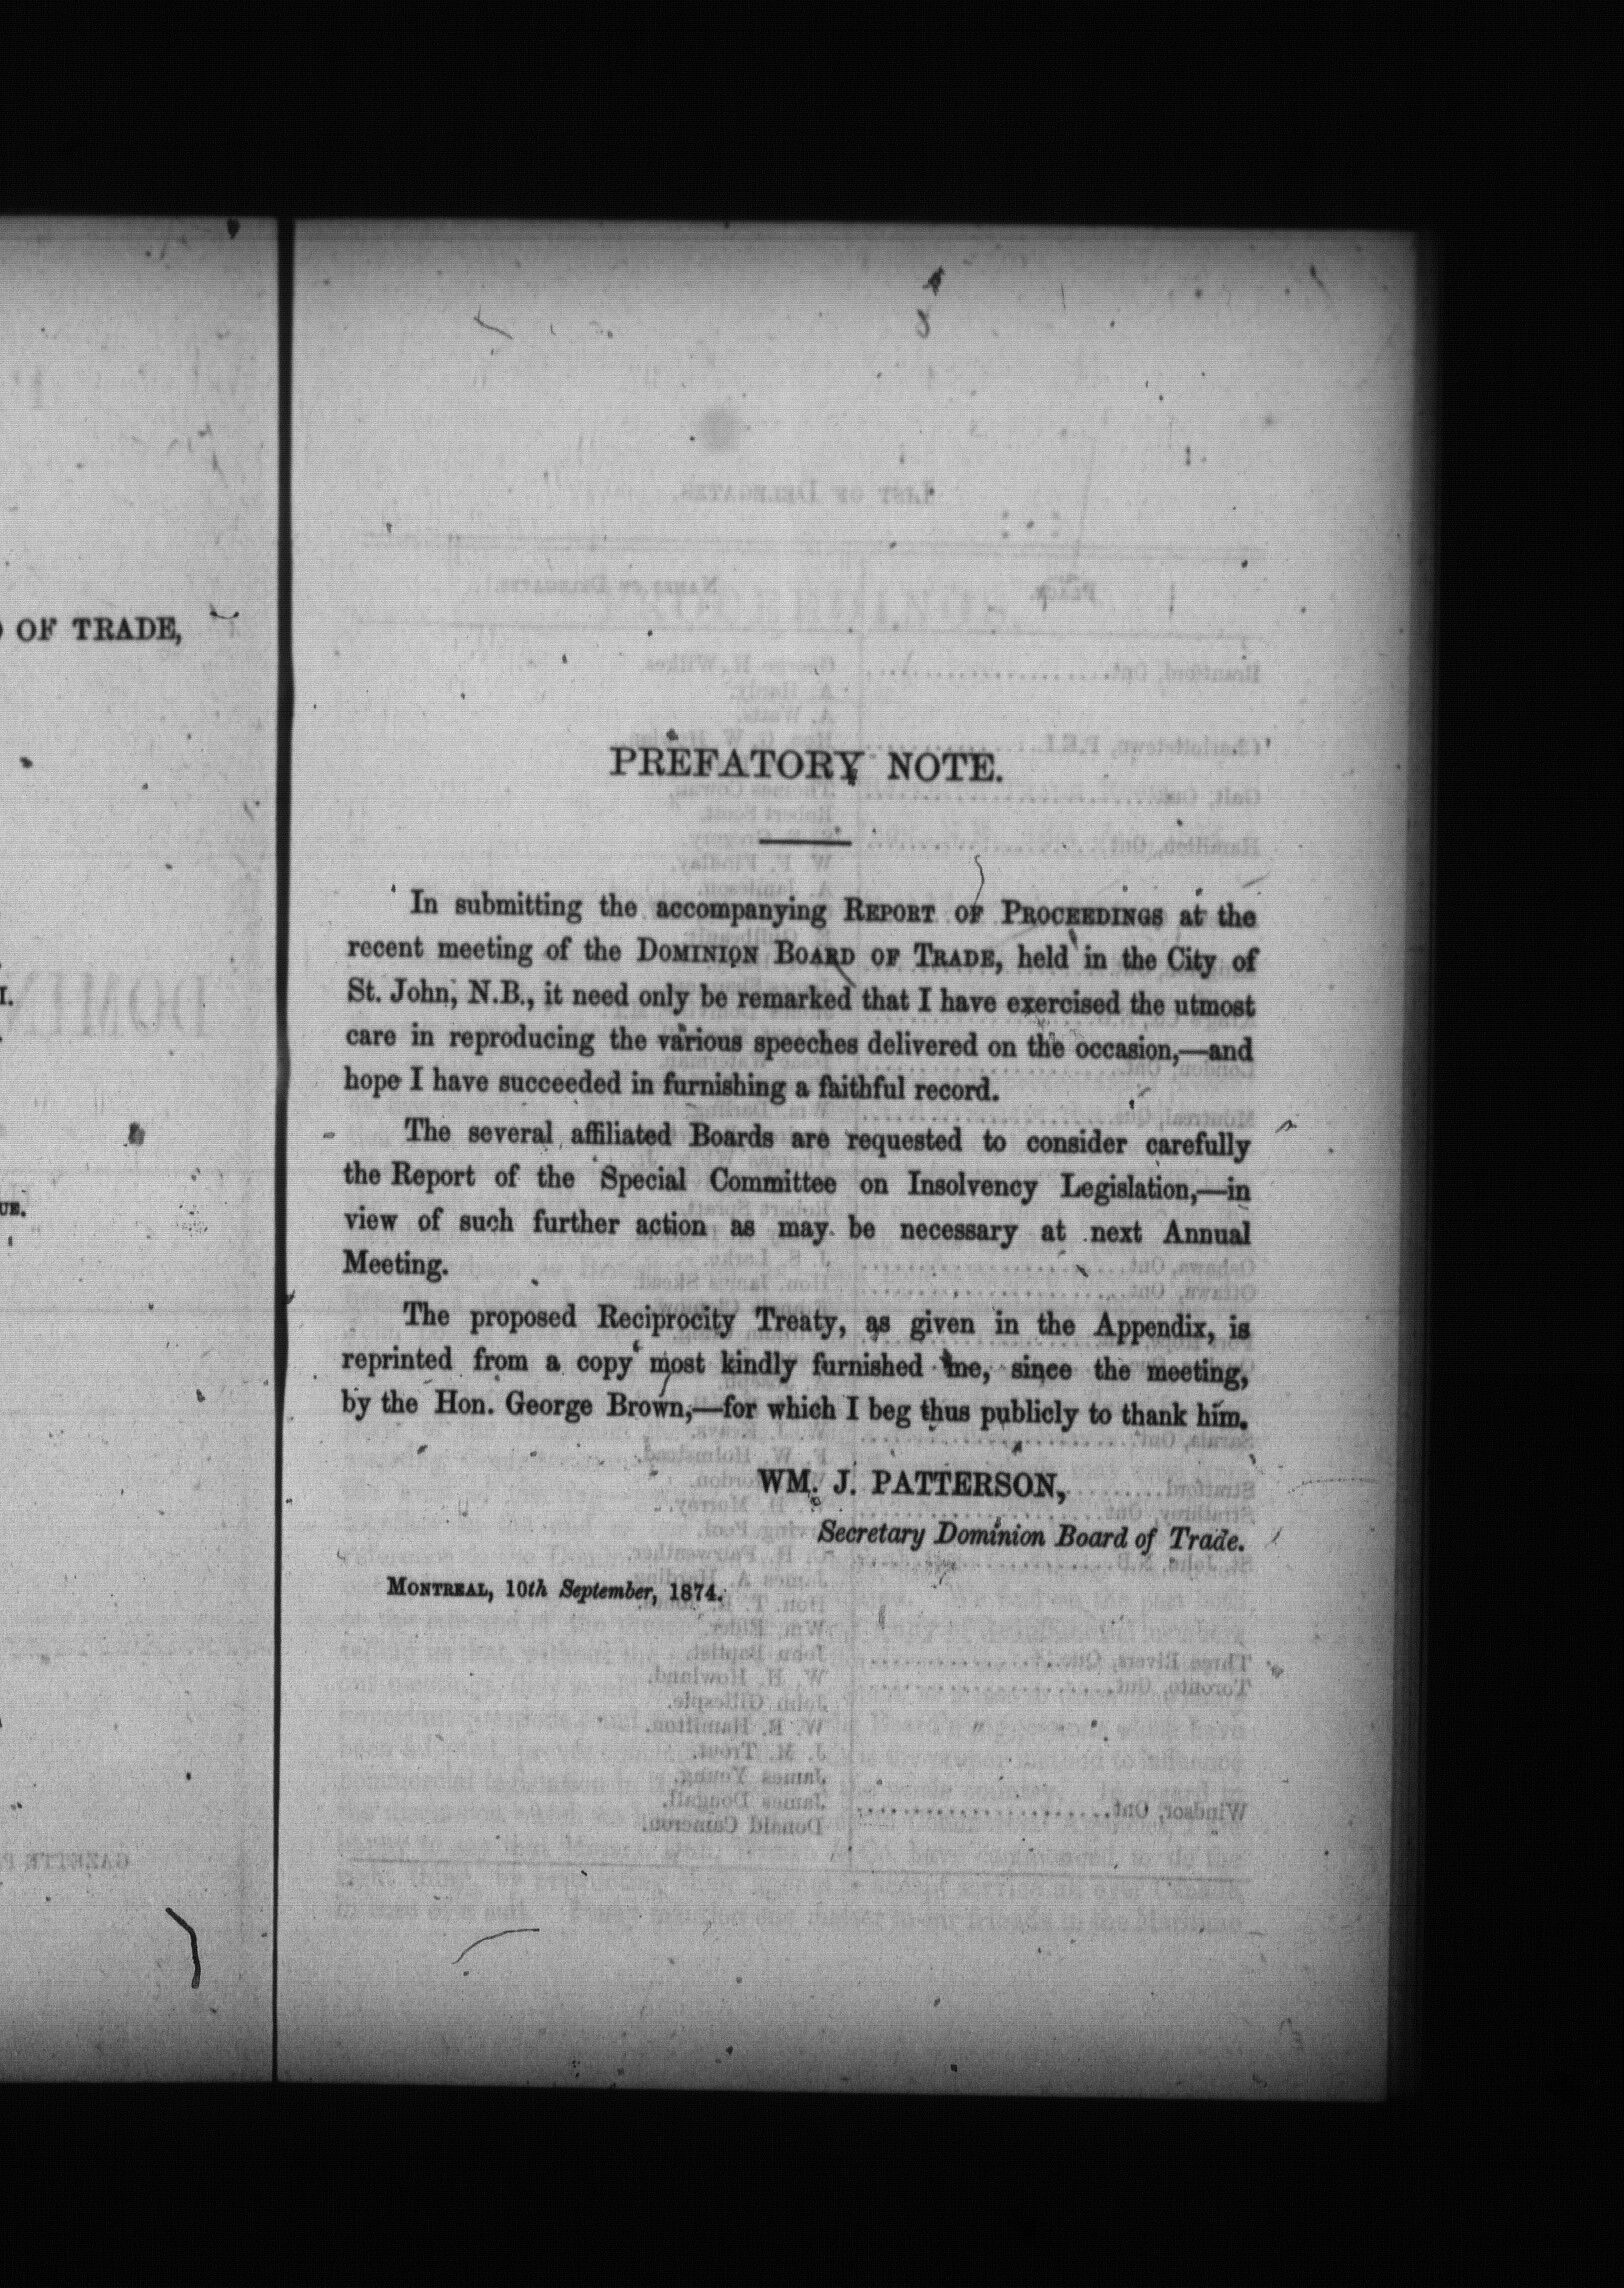 OF TRADE,
PREFATORY NOTE.
In submitting the accompanying REPORT OF PROCEEDINGS at the
recent meeting of the DOMINION BOARD OF TRADE, held in the City of
St. John, N.B., it need only be remarked that I have exercised the utmost
care in reproducing the various speeches delivered on the occasion,—and
hope I have succeeded in furnishing a faithful record.
The several affiliated Boards are requested to consider carefully
the Report of the Special Committee on Insolvency Legislation,—in
view of such further action as may be necessary at next Annual
Meeting.
The proposed Reciprocity Treaty, as given in the Appendix, is
reprinted from a copy most kindly furnished me, since the meeting,
by the Hon. George Brown,—for which I beg thus publicly to thank him.
WM. J. PATTERSON,
Secretary Dominion Board of Trade.
MONTREAL, 10th September, 1874.